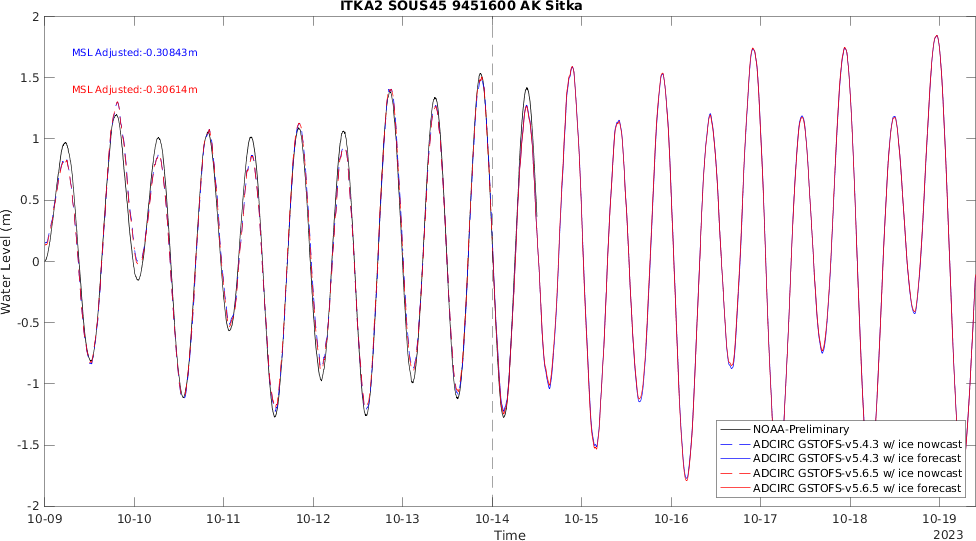 ITKA2 SOUS45 9451600 AK Sitka
MSL Adjusted:-0.30843m
MSL Adjusted:-0.30614m
2
1.5
1
0.5
0
-0.5
-1
-1.5
-2
Water Level (m)
10-09 10-10 10-11 10-12 10-13 10-14 10-15 10-16 10-17 10-18 10-19
2023
Time
NOAA-Preliminary
ADCIRC GSTOFS-v5.4.3 w/ ice nowcast
ADCIRC GSTOFS-v5.4.3 w/ ice forecast
ADCIRC GSTOFS-v5.6.5 w/ ice nowcast
ADCIRC GSTOFS-v5.6.5 w/ ice forecast